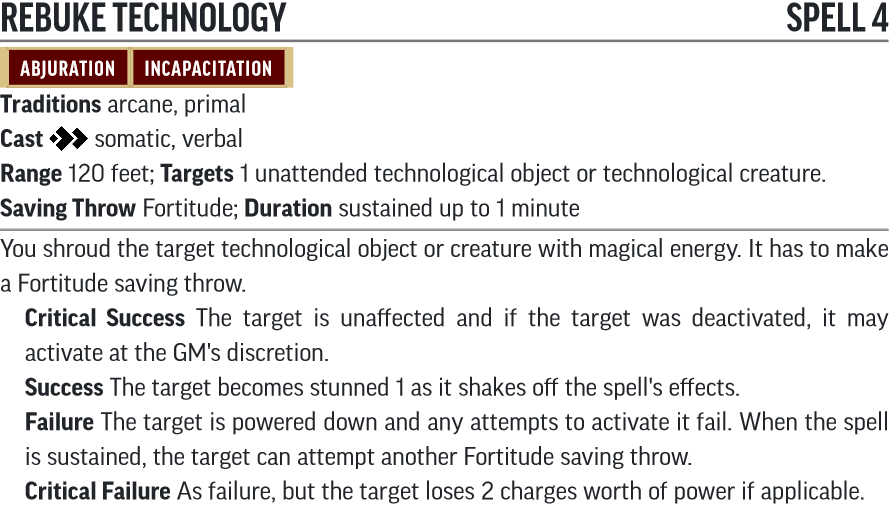 REBUKE TECHNOLOGY SPELL 4
ABJURATION INCAPACITATION
Traditions arcane, primal
Cast somatic, verbal
Range 120 feet; Targets 1 unattended technological object or technological creature.
Saving Throw Fortitude; Duration sustained up to 1 minute
You shroud the target technological object or creature with magical energy. It has to make
a Fortitude saving throw.
Critical Success The target is unaffected and if the target was deactivated, it may
activate at the GM's discretion.
Success The target becomes stunned 1 as it shakes off the spell's effects.
Failure The target is powered down and any attempts to activate it fail. When the spell
is sustained, the target can attempt another Fortitude saving throw.
Critical Failure As failure, but the target loses 2 charges worth of power if applicable.